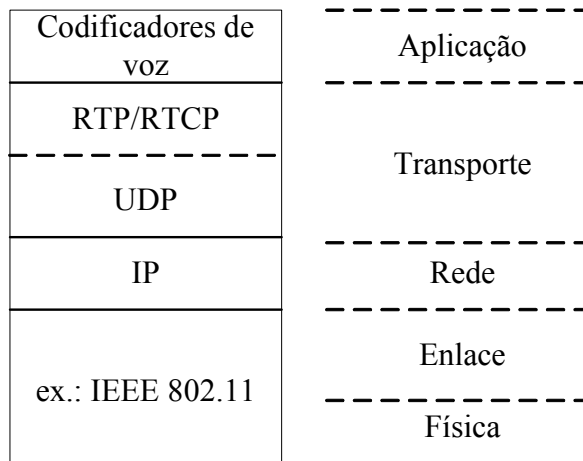 Codificadores de
voz
RTP/RTCP
UDP
IP
ex.: IEEE 802.11
Aplicação
Transporte
Rede
Enlace
Física